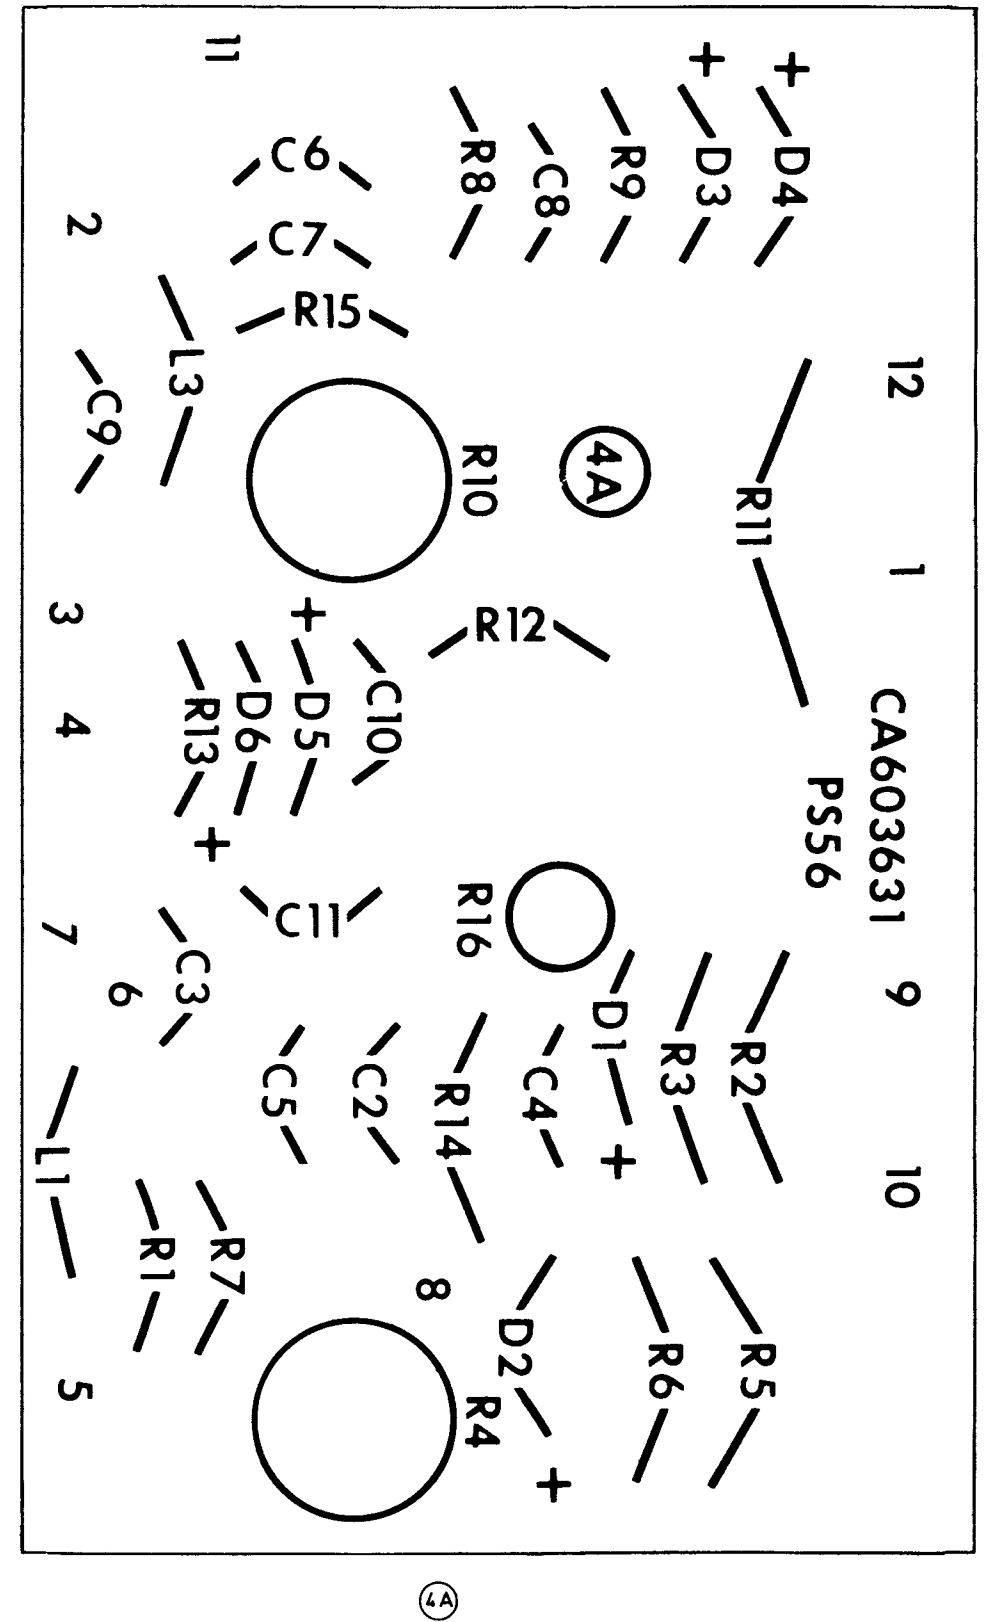 11
+
+
R8
C8
R9
D3
D4
C6
C7
R15
2
L3
C9
12
R10
4A
R11
1
3
+
R12
4
R13
D6
D5
C10
CA603631
PS56
+
C11
R16
7
6
C3
9
D1
R3
R2
C5
C2
R14
C4
+
10
L1
R1
R7
8
D2
R6
R5
5
R4
+
4A